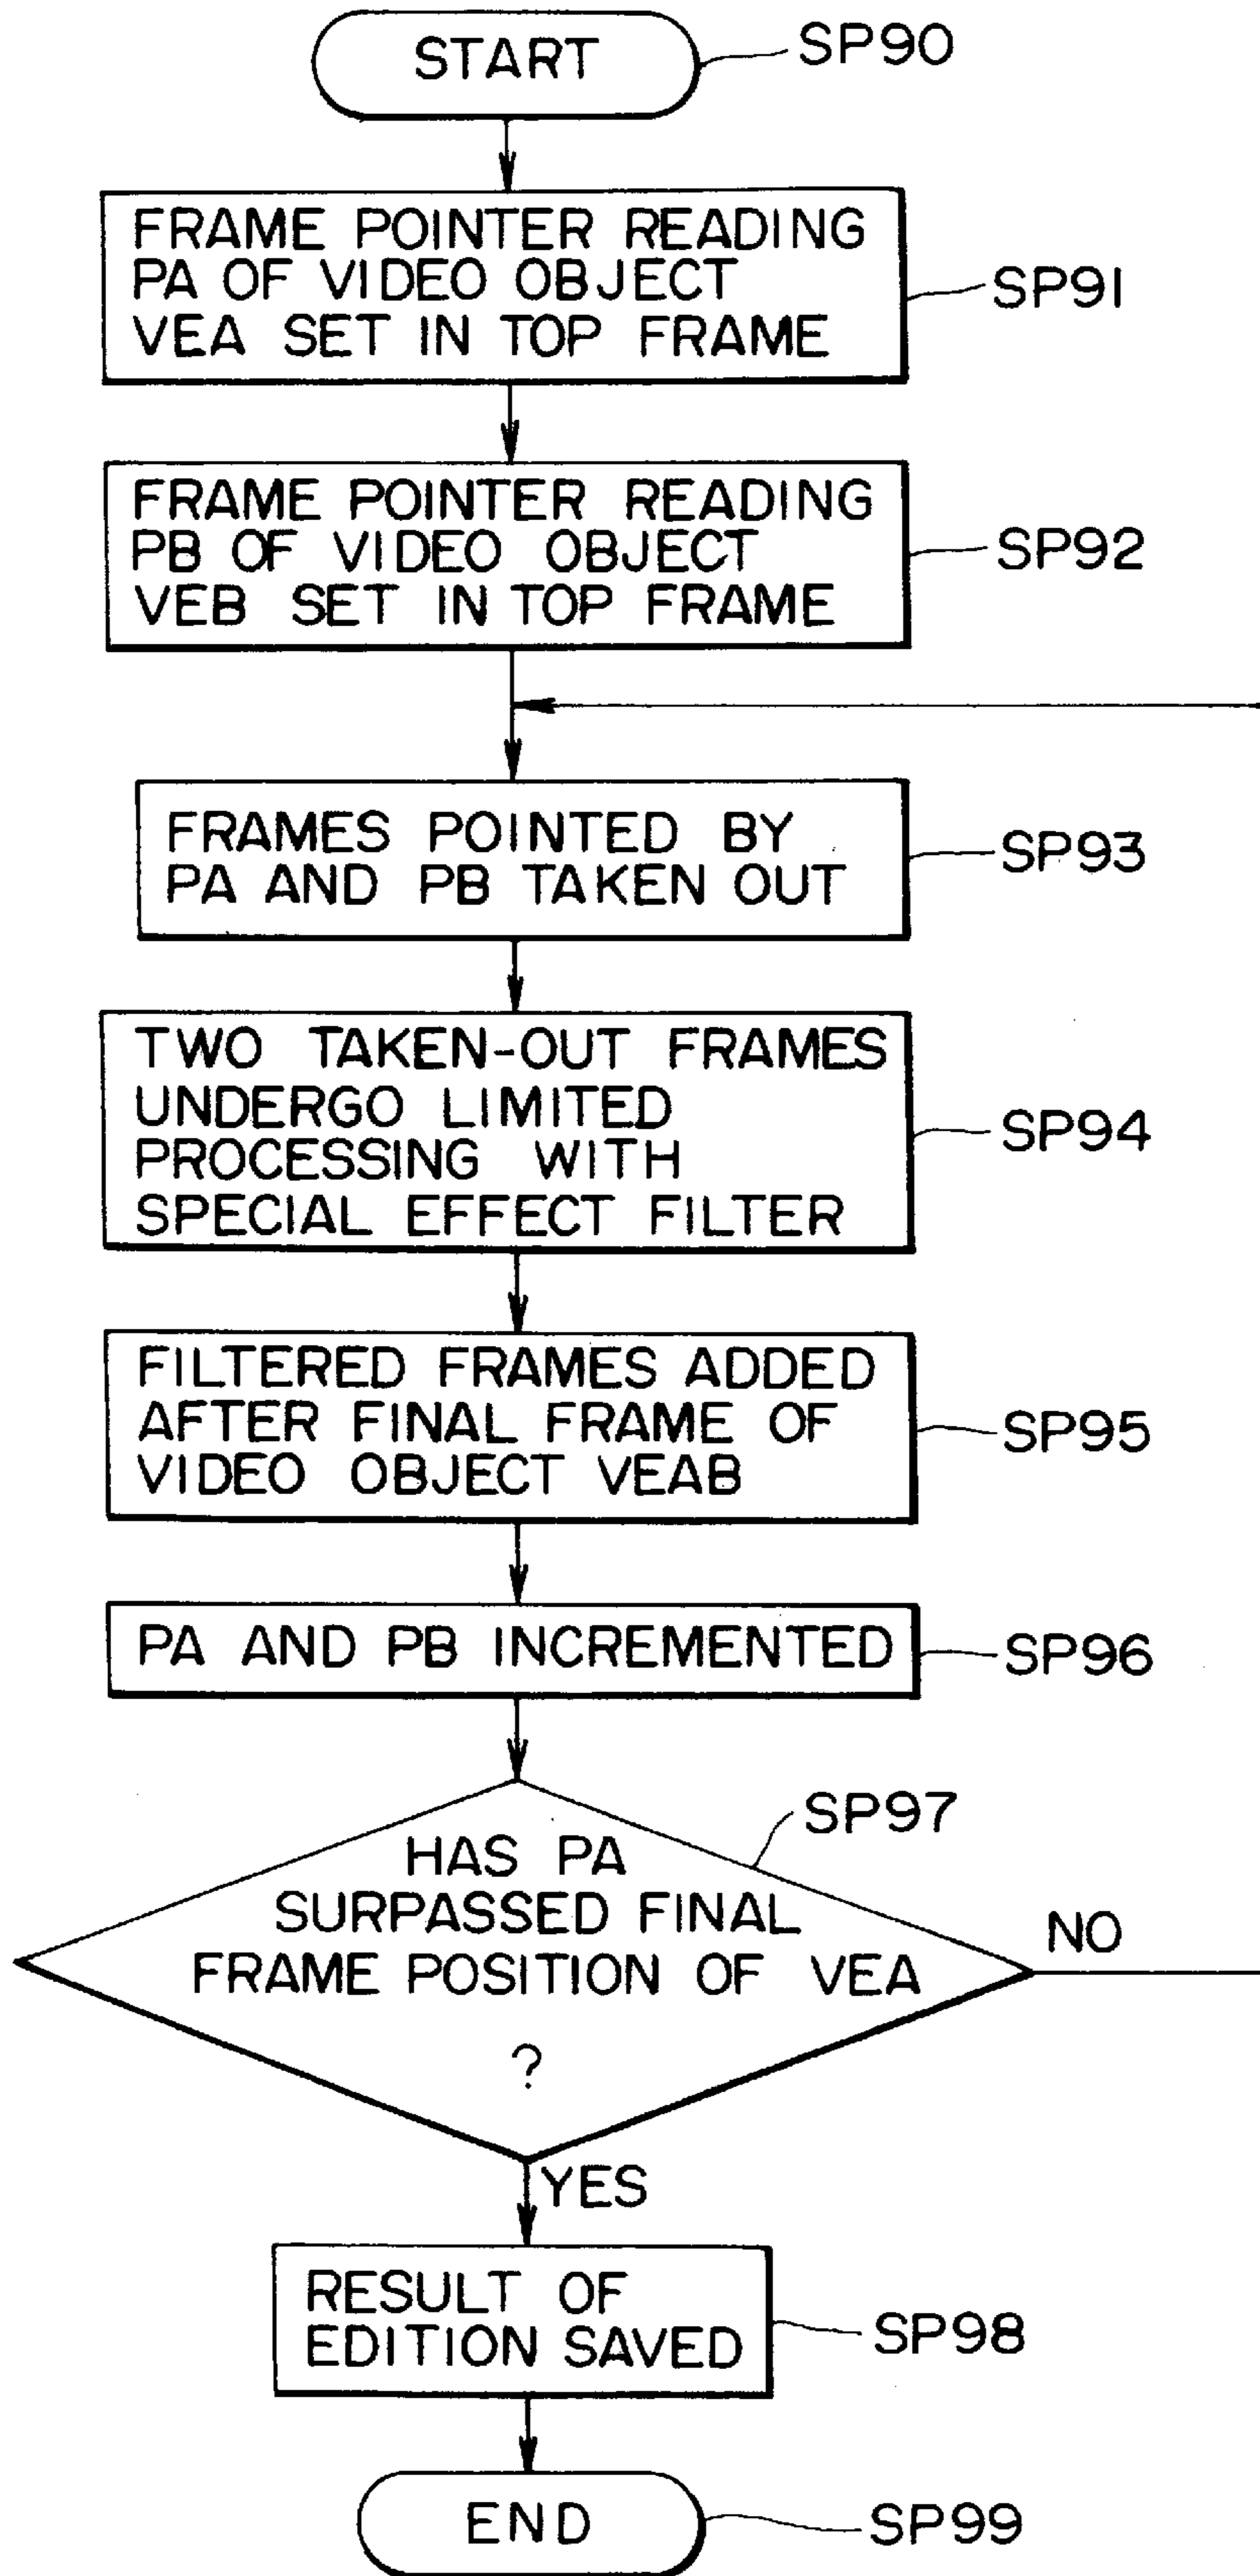 START
SP90
FRAME POINTER READING
PA OF VIDEO OBJECT
VEA SET IN TOP FRAME
SP91
FRAME POINTER READING
PB OF VIDEO OBJECT
VEB SET IN TOP FRAME
SP92
FRAMES POINTED BY
PA AND PB TAKEN OUT
SP93
TWO TAKEN-OUT FRAMES
UNDERGO LIMITED
PROCESSING WITH
SPECIAL EFFECT FILTER
SP94
FILTERED FRAMES ADDED
AFTER FINAL FRAME OF
VIDEO OBJECT VEAB
SP95
PA AND PB INCREMENTED
SP96
SP97
HAS PA
SURPASSED FINAL
FRAME POSITION OF VEA
?
NO
YES
RESULT OF
EDITION SAVED
SP98
END
SP99